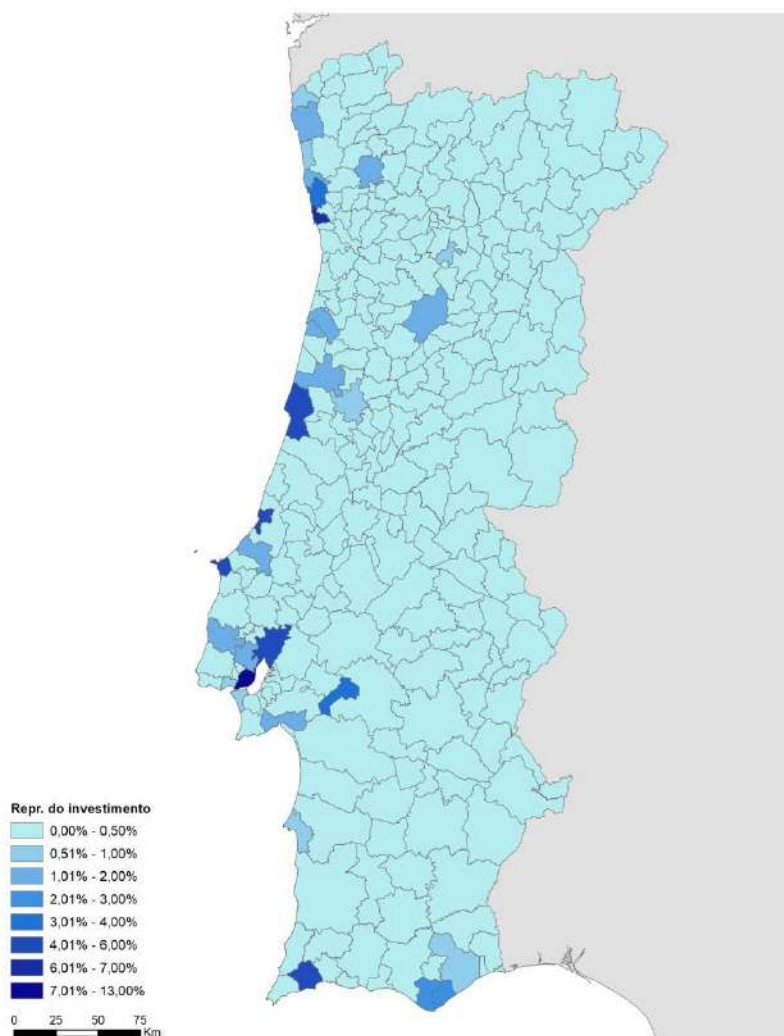 Repr. do investimento
0,00% - 0,50%
0,51% - 1,00%
1,01% - 2,00%
2,01% - 3,00%
3,01% - 4,00%
4,01% - 6,00%
6,01% - 7,00%
7,01% - 13,00%
0 25 50 75
Km